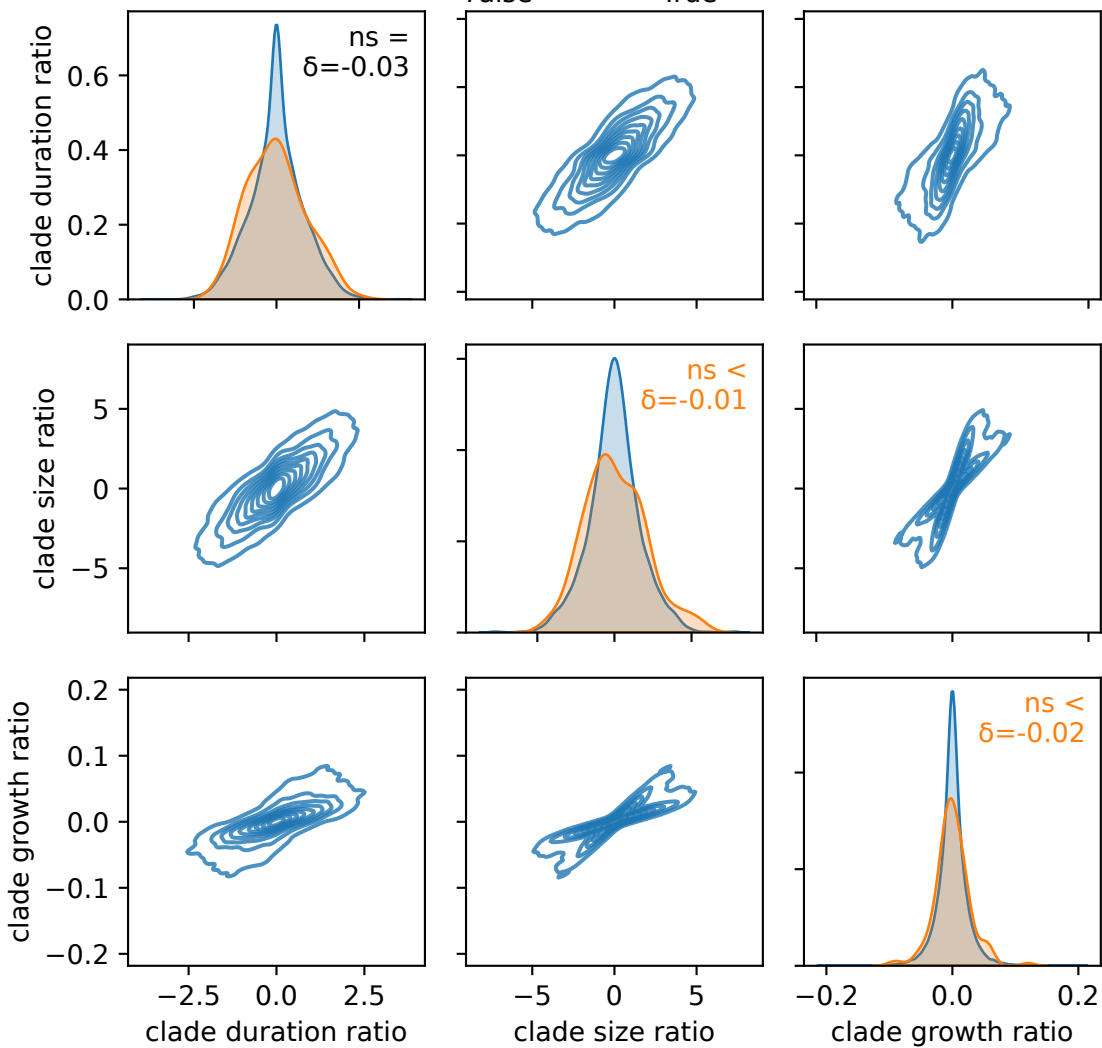 ns =
δ=-0.03
clade duration ratio
0.6
0.4
0.2
0.0
ns <
δ=-0.01
clade size ratio
5
0
−5
ns <
δ=-0.02
clade growth ratio
0.2
0.1
0.0
−0.1
−0.2
−2.5 0.0 2.5
−5 0 5
−0.2 0.0 0.2
clade duration ratio
clade size ratio
clade growth ratio